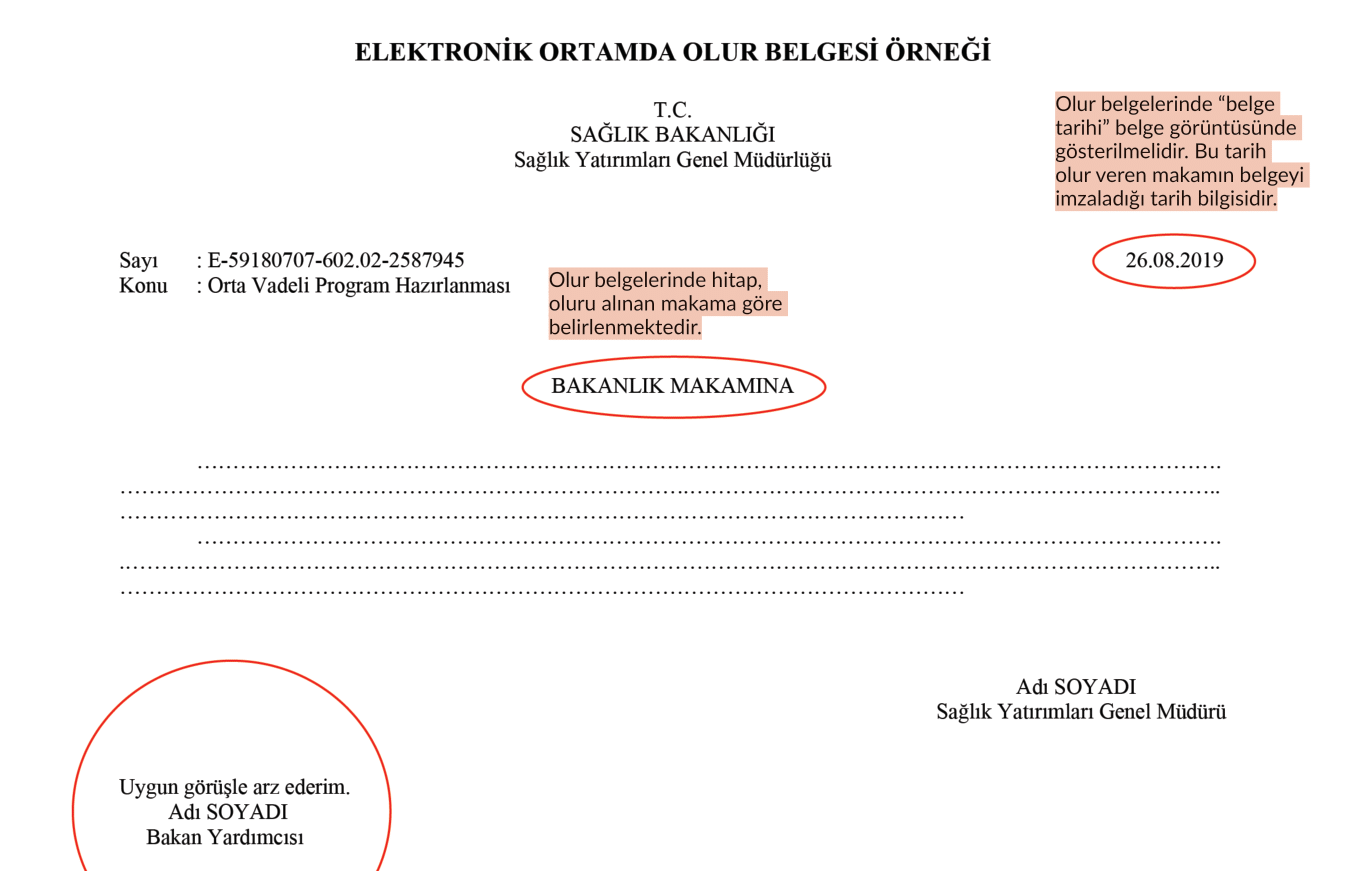 ELEKTRONİK ORTAMDA OLUR BELGESİ ÖRNEĞİ
T.C.
SAĞLIK BAKANLIĞI
Sağlık Yatırımları Genel Müdürlüğü
Olur belgelerinde “belge
tarihi” belge görüntüsünde
gösterilmelidir. Bu tarih
olur veren makamın belgeyi
imzaladığı tarih bilgisidir.
Sayı : E-59180707-602.02-2587945
26.08.2019
Konu : Orta Vadeli Program Hazırlanması
Olur belgelerinde hitap,
oluru alınan makama göre
belirlenmektedir.
BAKANLIK MAKAMINA
……………………………………………………………………………………………………………………………….
…………………………………………………………………….………………………………………………………………..
………………………………………………………………………………………………………
……………………………………………………………………………………………………………………………….
.………………………………………………………………………………………………………………………………………..
………………………………………………………………………………………………………
Adı SOYADI
Sağlık Yatırımları Genel Müdürü
Uygun görüşle arz ederim.
Adı SOYADI
Bakan Yardımcısı